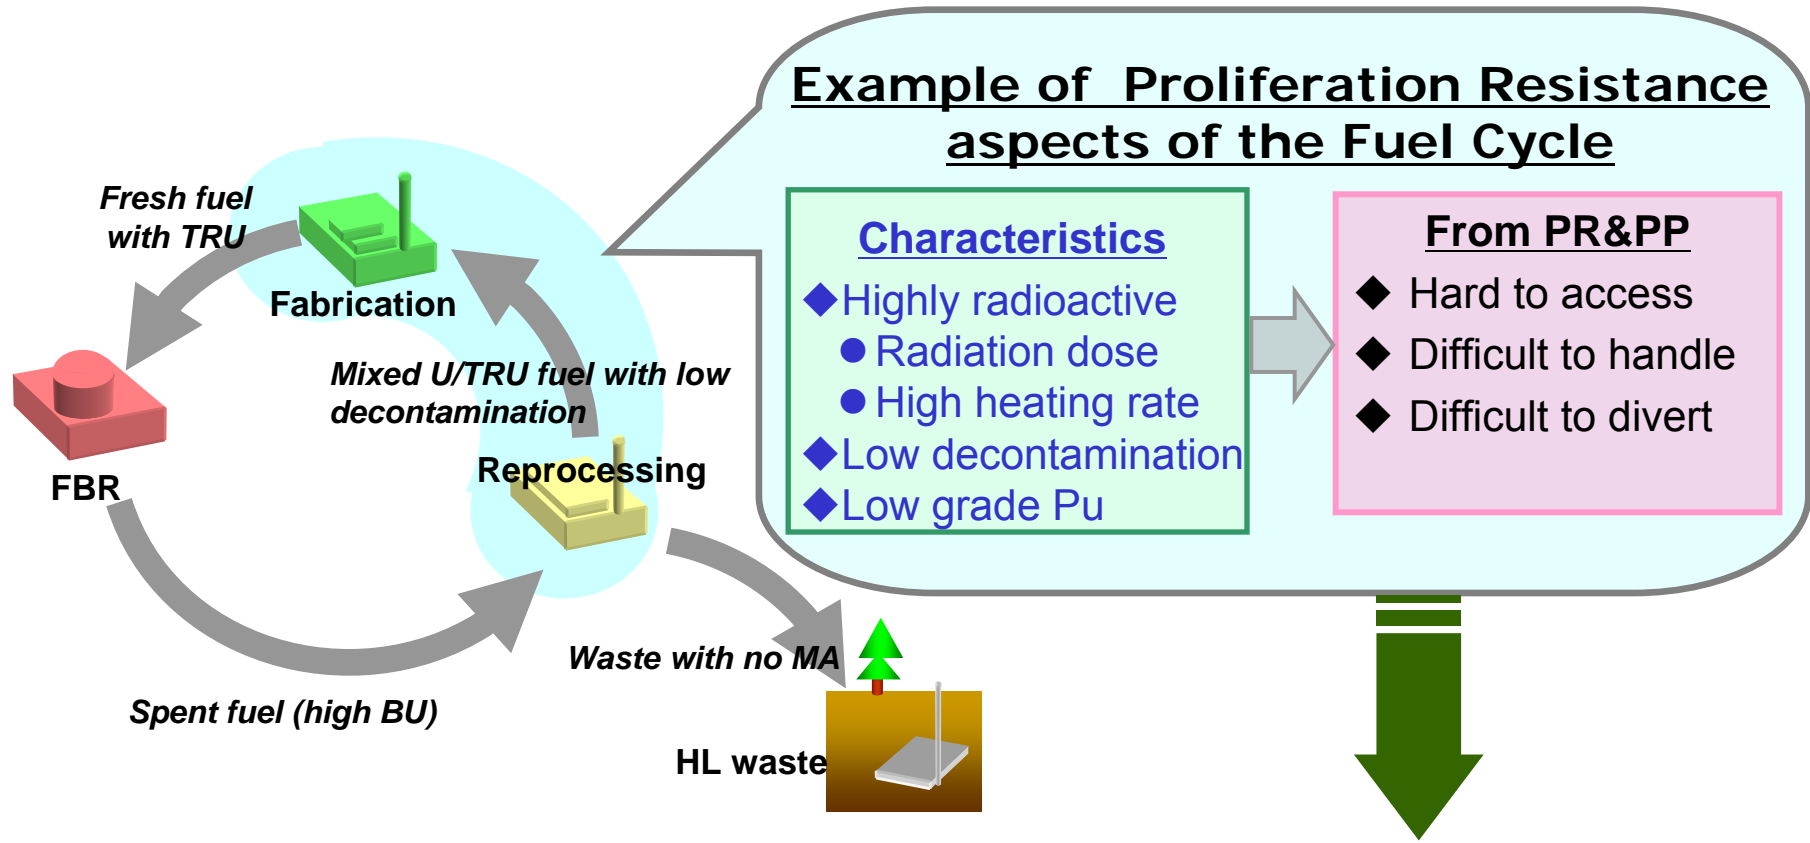 Example of Proliferation Resistance
aspects of the Fuel Cycle
Characteristics
◆Highly radioactive
●Radiation dose
●High heating rate
◆Low decontamination
◆Low grade Pu
From PR&PP
◆ Hard to access
◆ Difficult to handle
◆ Difficult to divert
Fresh fuel
with TRU
Fabrication
Mixed U/TRU fuel with low
decontamination
Reprocessing
FBR
Waste with no MA
Spent fuel (high BU)
HL waste